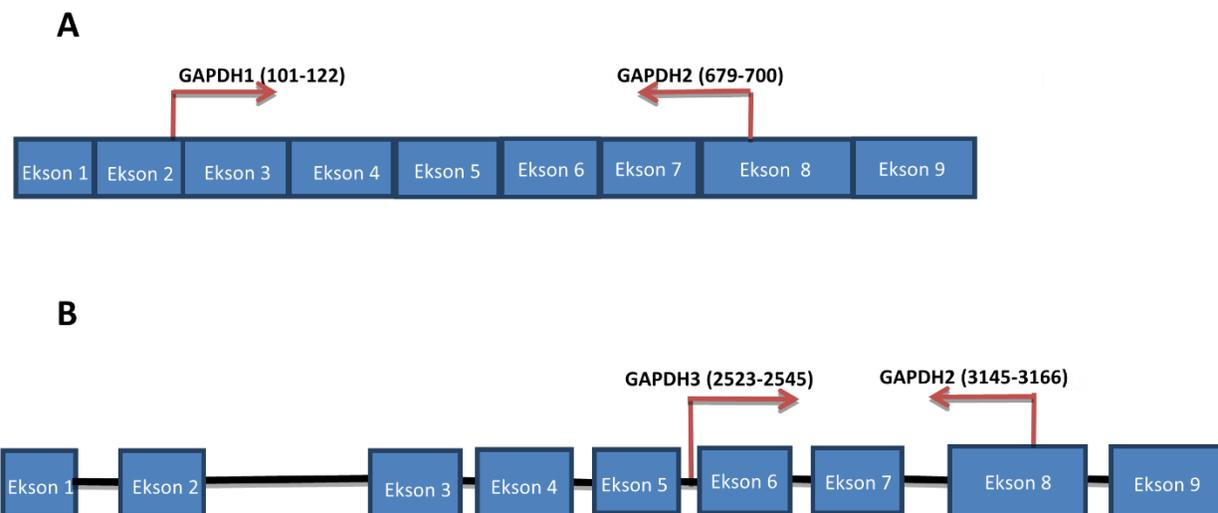 A
GAPDH1 (101-122) GAPDH2 (679-700)
Ekson 1 Ekson 2 Ekson 3 Ekson 4 Ekson 5 Ekson 6 Ekson 7 Ekson 8 Ekson 9
B
GAPDH3 (2523-2545) GAPDH2 (3145-3166)
Ekson 1 Ekson 2 Ekson 3 Ekson 4 Ekson 5 Ekson 6 Ekson 7 Ekson 8 Ekson 9